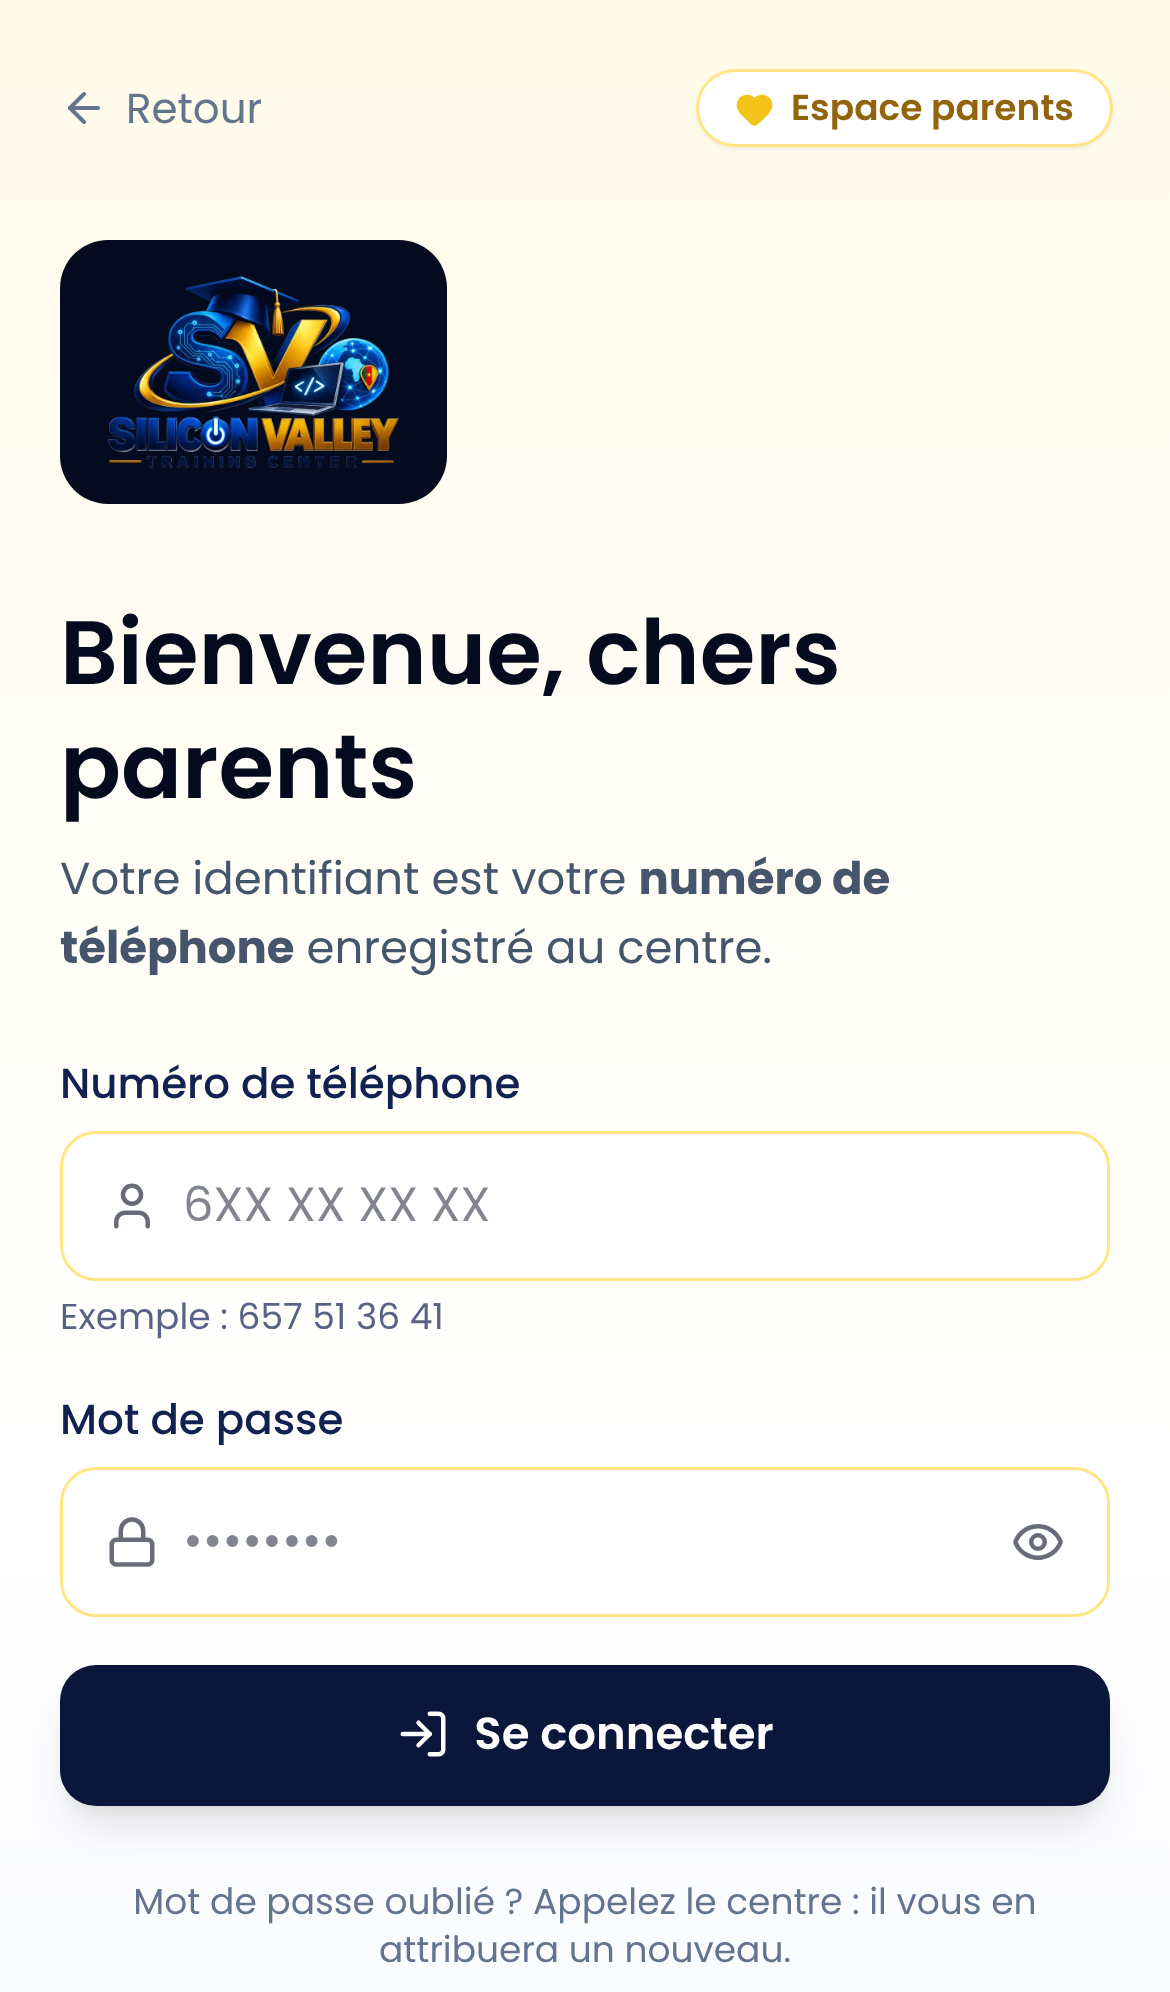 Retour
Espace parents
SV
</>
SILICON VALLEY
TRAINING CENTER
Bienvenue, chers
parents
Votre identifiant est votre numéro de
téléphone enregistré au centre.
Numéro de téléphone
6XX XX XX XX
Exemple : 657 51 36 41
Mot de passe
••••••••
Se connecter
Mot de passe oublié ? Appelez le centre : il vous en
attribuera un nouveau.